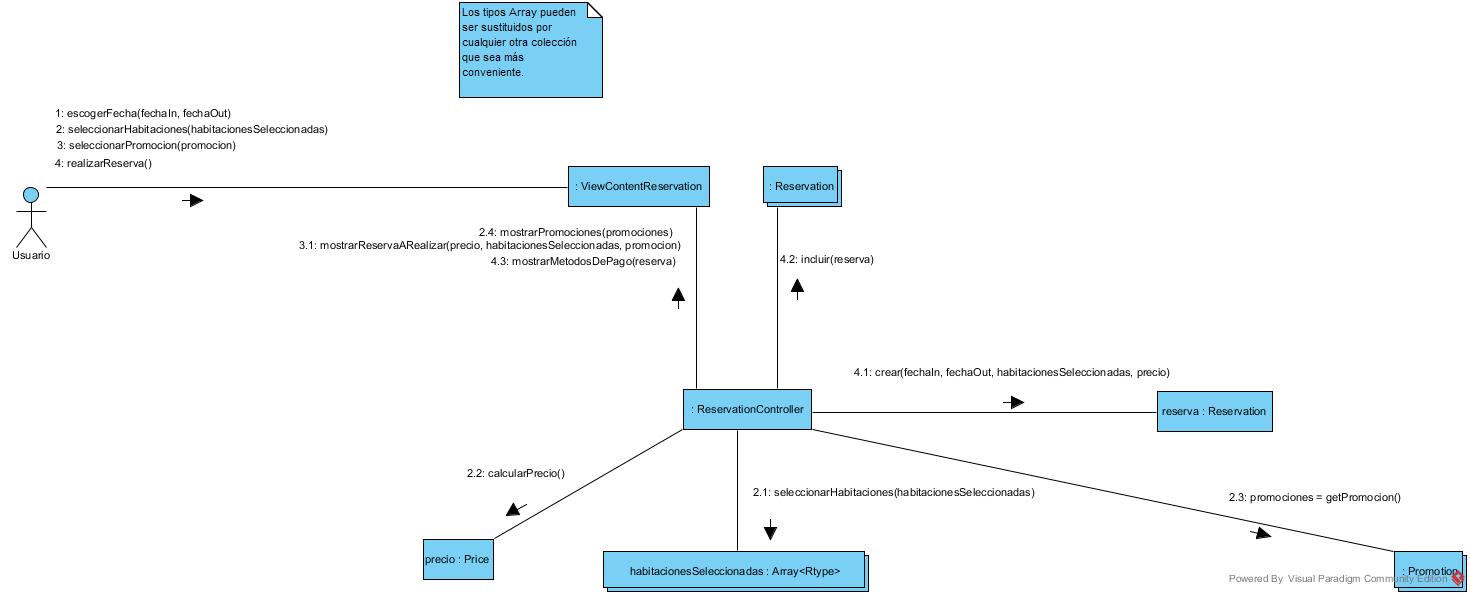 Los tipos Array pueden
ser sustituidos por
cualquier otra colección
que sea más
conveniente.
1: escogerFecha(fechaIn, fechaOut)
2: seleccionarHabitaciones(habitacionesSeleccionadas)
3: seleccionarPromocion(promocion)
4: realizarReserva()
: ViewContentReservation
: Reservation
Usuario
2.4: mostrarPromociones(promociones)
3.1: mostrarReservaARealizar(precio, habitacionesSeleccionadas, promocion)
4.3: mostrarMetodosDePago(reserva)
4.2: incluir(reserva)
4.1: crear(fechaIn, fechaOut, habitacionesSeleccionadas, precio)
: ReservationController
reserva : Reservation
2.2: calcularPrecio()
2.1: seleccionarHabitaciones(habitacionesSeleccionadas)
2.3: promociones = getPromocion()
precio : Price
habitacionesSeleccionadas : Array<Rtype>
: Promotion
Powered By Visual Paradigm Community Edition